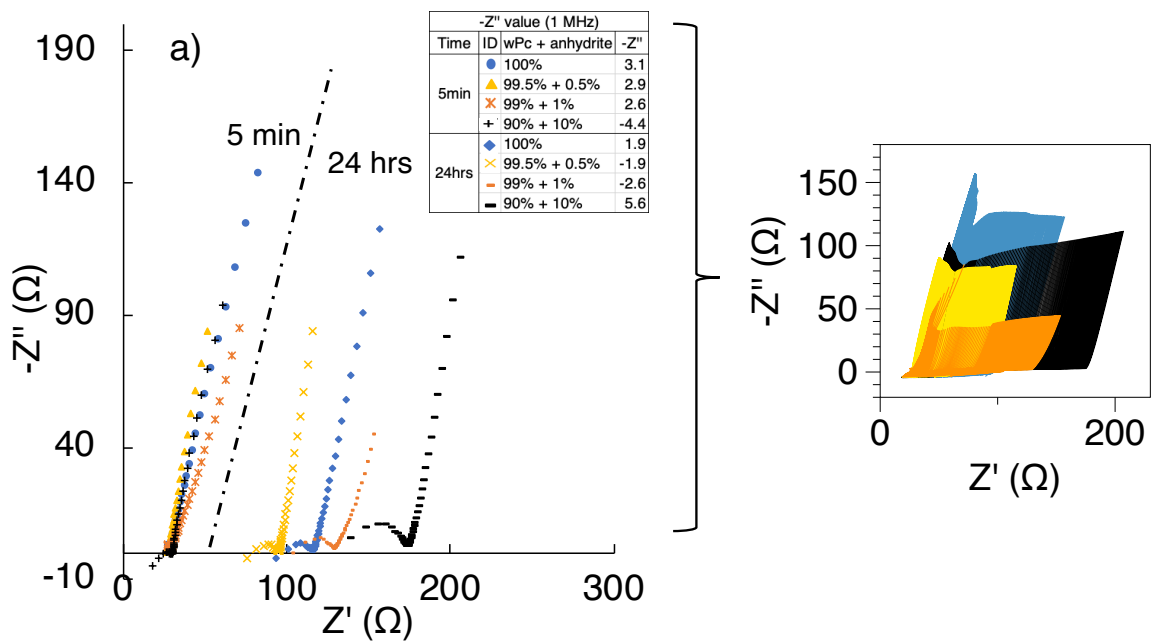 a)
190
140
90
40
-10
-Z" (Ω)
0
100
200
300
Z' (Ω)
5 min
24 hrs
-Z" value (1 MHz)
Time ID wPc + anhydrite -Z"
5min
100% 3.1
99.5% + 0.5% 2.9
99% + 1% 2.6
90% + 10% -4.4
24hrs
100% 1.9
99.5% + 0.5% -1.9
99% + 1% -2.6
90% + 10% 5.6
150
100
50
0
-Z" (Ω)
0
200
Z' (Ω)